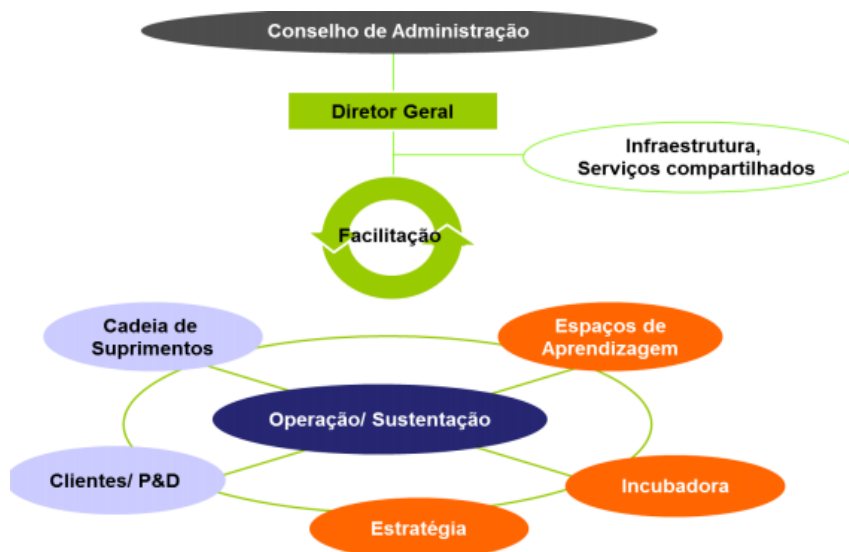 Conselho de Administração
Diretor Geral
Infraestrutura,
Serviços compartilhados
Facilitação
Cadeia de
Suprimentos
Espaços de
Aprendizagem
Operação/ Sustentação
Clientes/ P&D
Incubadora
Estratégia